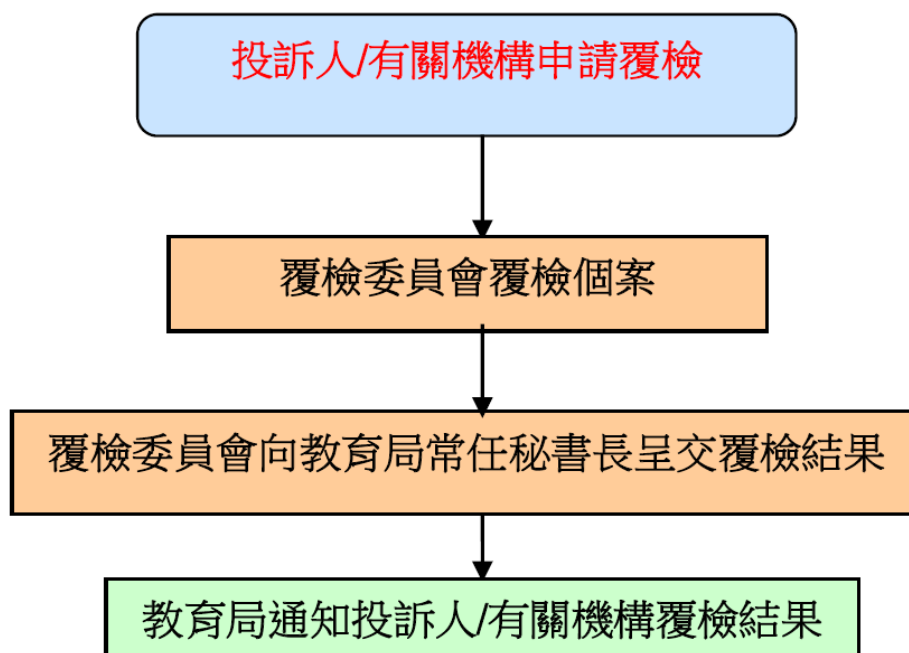 投訴人/有關機構申請覆檢
覆檢委員會覆檢個案
覆檢委員會向教育局常任秘書長呈交覆檢結果
教育局通知投訴人/有關機構覆檢結果